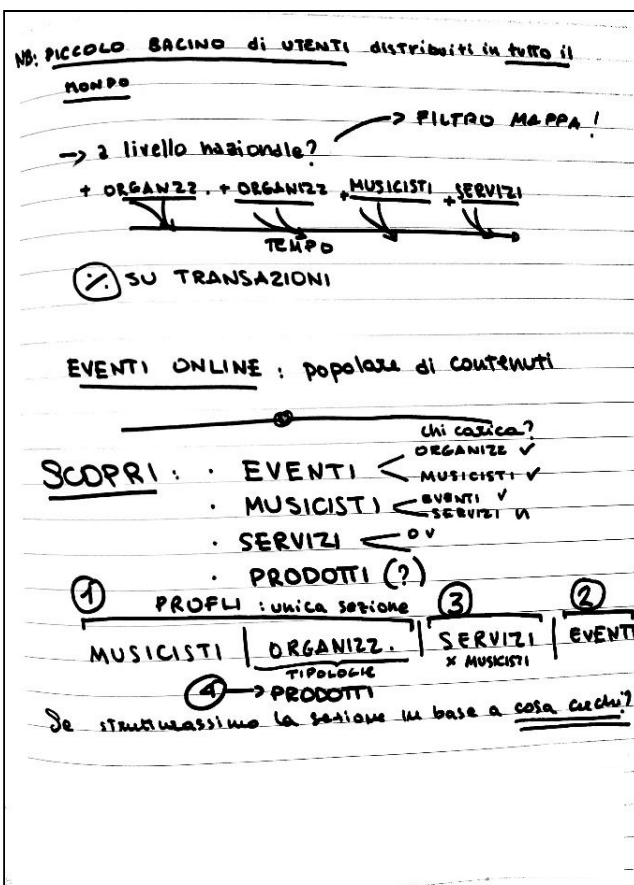 NB: PICCOLO BACINO di UTENTI distribuiti in tutto il
MONDO
-> FILTRO MAPPA!
-> a livello nazionale?
+ ORGANIZZ. + ORGANIZZ + MUSICISTI + SERVIZI
TEMPO
% SU TRANSAZIONI
EVENTI ONLINE: popolare di contenuti
chi carica?
SCOPRI: · EVENTI < ORGANIZZ ✓
MUSICISTI ✓
· MUSICISTI < EVENTI ✓
SERVIZI
· SERVIZI <
· PRODOTTI (?)
① PROFLI: unica sezione ③ ②
MUSICISTI | ORGANIZZ. | SERVIZI | EVENTI
TIPOLOGIE x MUSICISTI
④ -> PRODOTTI
Se strutturassimo la sezione in base a cosa cerchi?